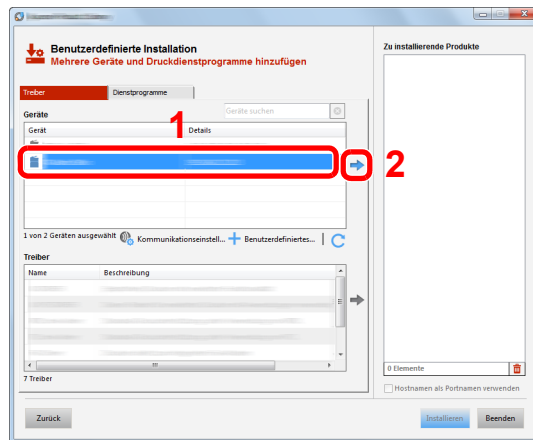 Benutzerdefinierte Installation
Mehrere Geräte und Druckdienstprogramme hinzufügen
Zu installierende Produkte
Treiber
Dienstprogramme
Geräte
Geräte suchen
1
Gerät
Details
2
1 von 2 Geräten ausgewählt
Kommunikationseinstell...
Benutzerdefiniertes...
Treiber
Name
Beschreibung
7 Treiber
0 Elemente
Hostnamen als Portnamen verwenden
Zurück
Installieren
Beenden